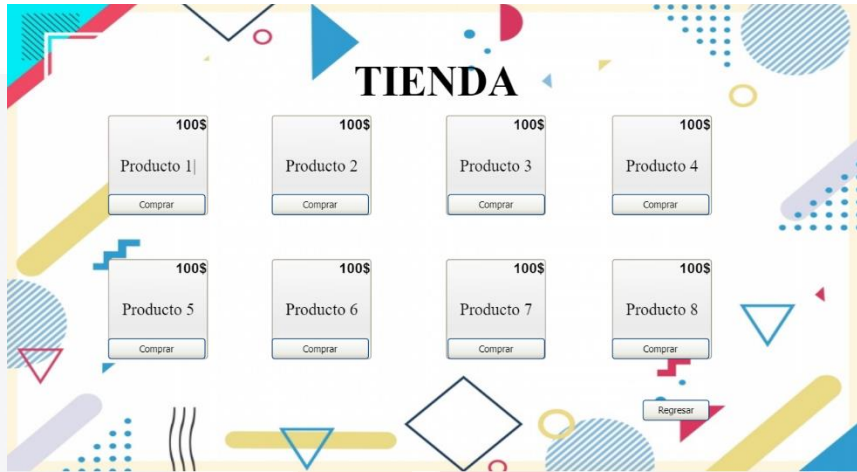 TIENDA
100$ 100$ 100$ 100$
Producto 1 Producto 2 Producto 3 Producto 4
Comprar Comprar Comprar Comprar
100$ 100$ 100$ 100$
Producto 5 Producto 6 Producto 7 Producto 8
Comprar Comprar Comprar Comprar
Regresar